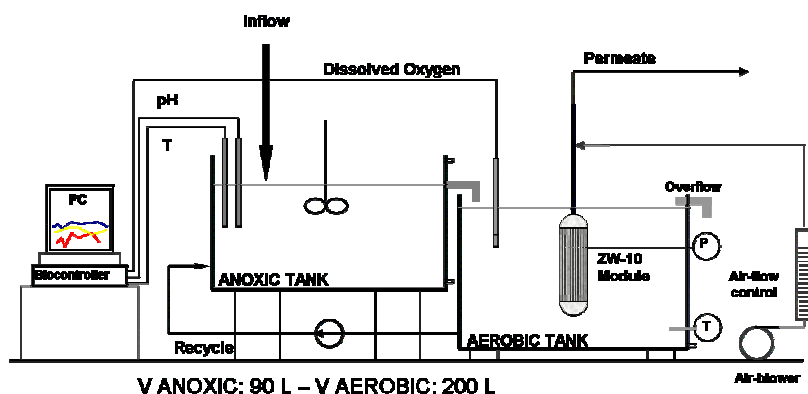 Inflow
Permeate
Dissolved Oxygen
pH
T
PC
Overflow
P
ZW-10
Module
Biocontroller
ANOXIC TANK
Air-flow
control
T
Recycle
AEROBIC TANK
Air-blower
V ANOXIC: 90 L – V AEROBIC: 200 L